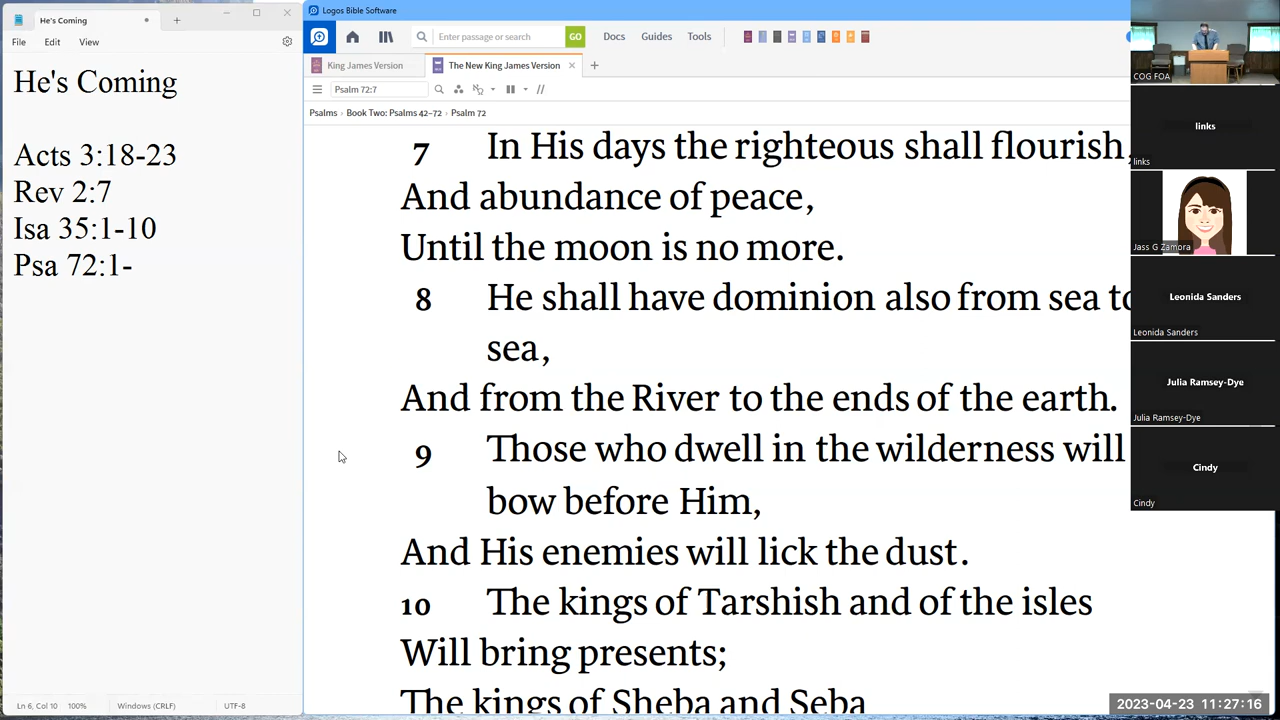 He's Coming
File Edit View
He's Coming
Acts 3:18-23
Rev 2:7
Isa 35:1-10
Psa 72:1-
Ln 6, Col 10 100% Windows (CRLF) UTF-8
Logos Bible Software
Enter passage or search GO Docs Guides Tools
King James Version The New King James Version
Psalm 72:7
Psalms › Book Two: Psalms 42–72 › Psalm 72
7 In His days the righteous shall flourish,
And abundance of peace,
Until the moon is no more.
8 He shall have dominion also from sea to
sea,
And from the River to the ends of the earth.
9 Those who dwell in the wilderness will
bow before Him,
And His enemies will lick the dust.
10 The kings of Tarshish and of the isles
Will bring presents;
The kings of Sheba and Seba
COG FOA
links
links
Jass G Zamora
Leonida Sanders
Leonida Sanders
Julia Ramsey-Dye
Julia Ramsey-Dye
Cindy
Cindy
2023-04-23 11:27:16